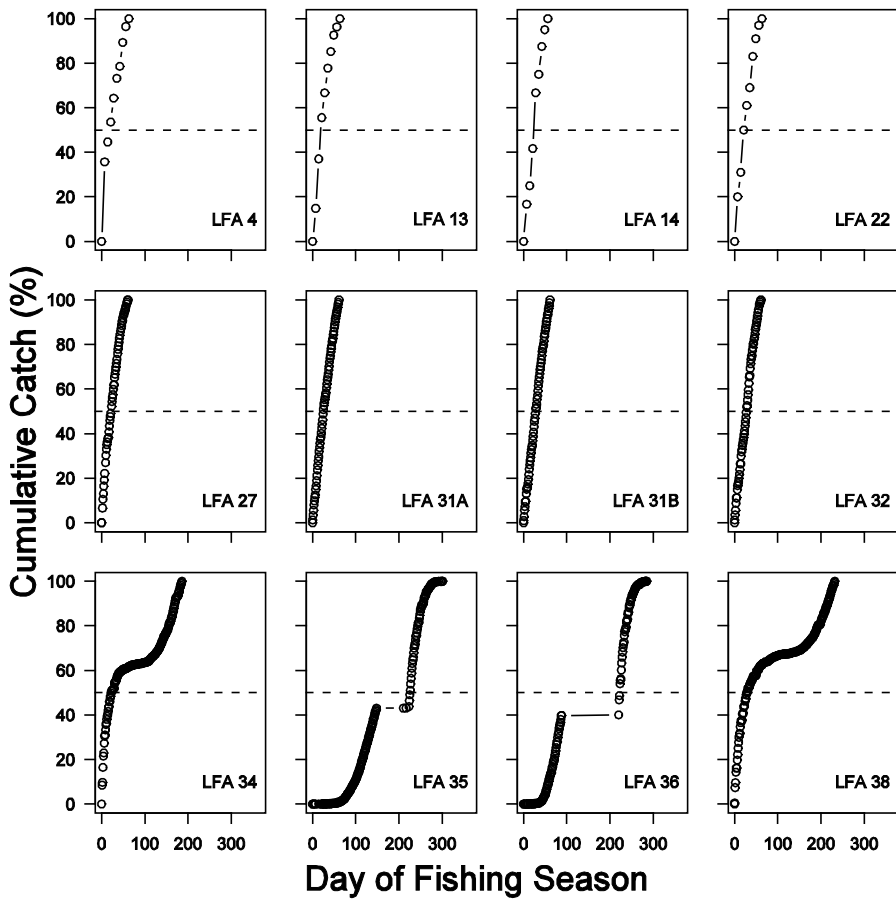 100
80
60
40
20
0
LFA 4
LFA 13
LFA 14
LFA 22
Cumulative Catch (%)
100
80
60
40
20
0
LFA 27
LFA 31A
LFA 31B
LFA 32
100
80
60
40
20
0
LFA 34
LFA 35
LFA 36
LFA 38
0 100 200 300
0 100 200 300
0 100 200 300
0 100 200 300
Day of Fishing Season